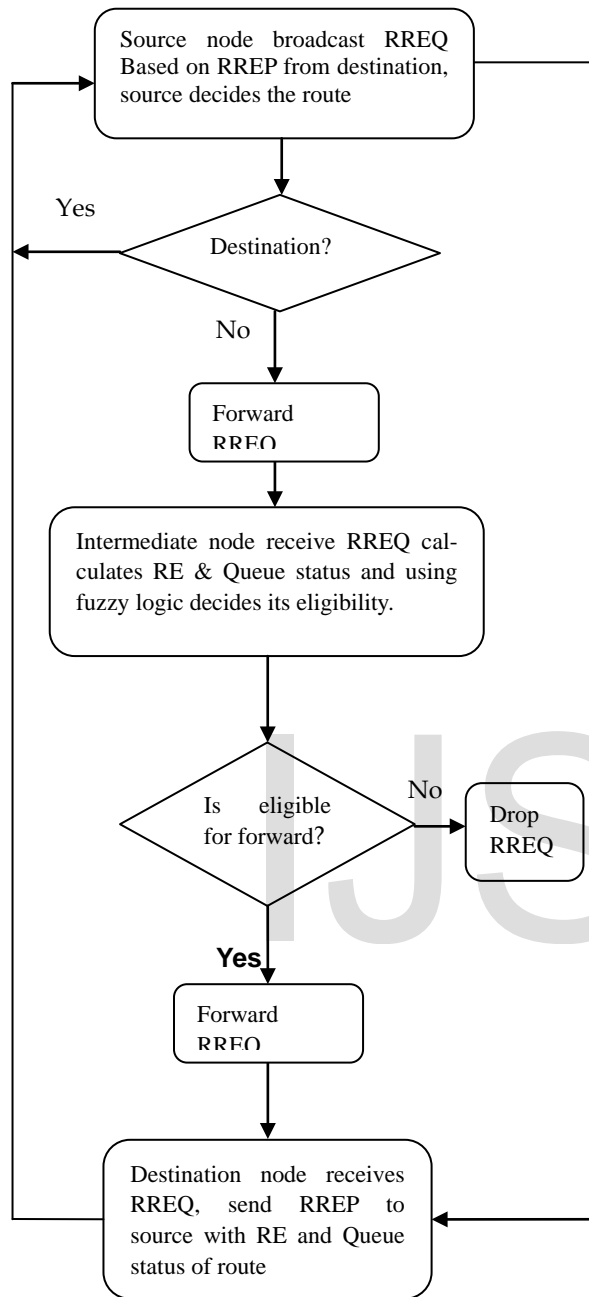 Source node broadcast RREQ
Based on RREP from destination,
source decides the route
Yes
Destination?
No
Forward
RREQ
Intermediate node receive RREQ cal-
culates RE & Queue status and using
fuzzy logic decides its eligibility.
Is eligible
for forward?
No
Drop
RREQ
Yes
Forward
RREQ
Destination node receives
RREQ, send RREP to
source with RE and Queue
status of route
IJS